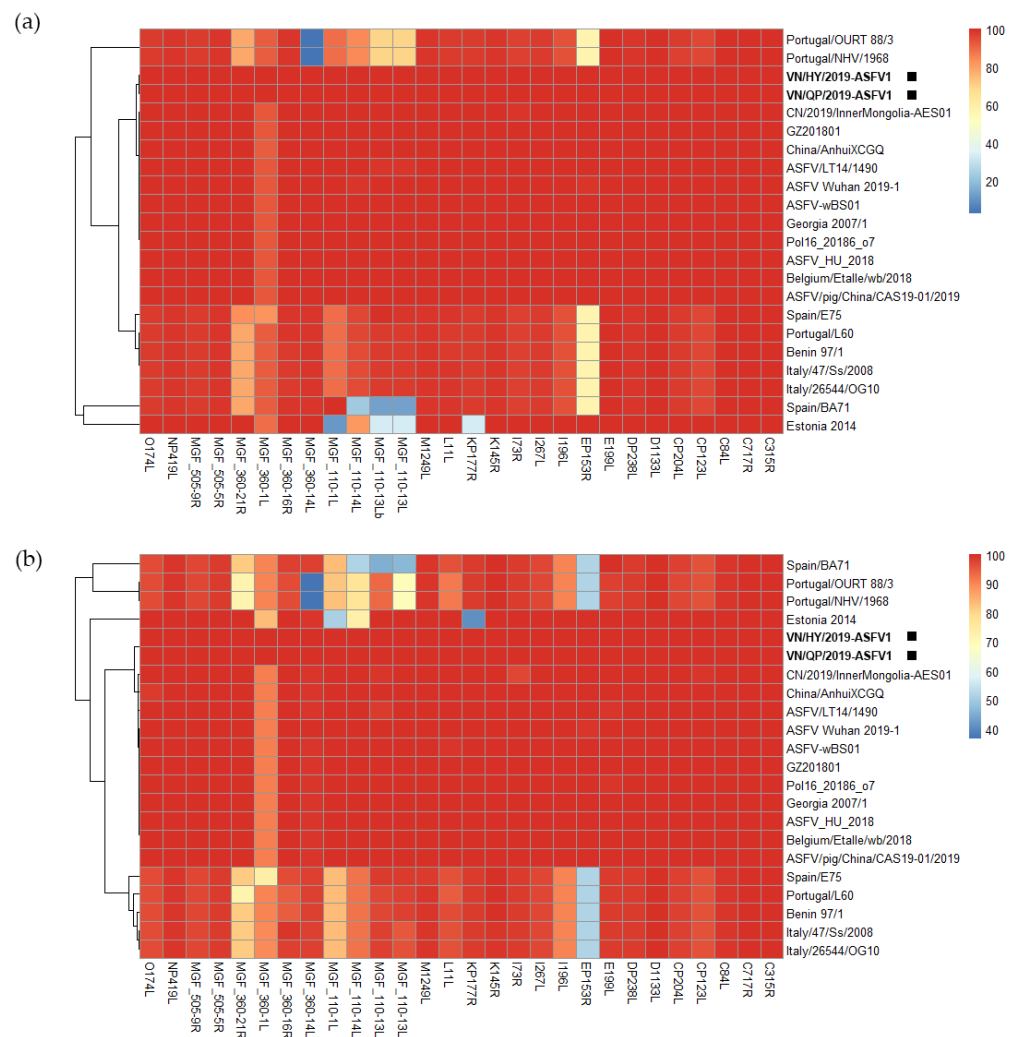 (a)
Portugal/OURT 88/3
Portugal/NHV/1968
VN/HY/2019-ASFV1 ■
VN/QP/2019-ASFV1 ■
CN/2019/InnerMongolia-AES01
GZ201801
China/AnhuiXCGQ
ASFV/LT14/1490
ASFV Wuhan 2019-1
ASFV-wBS01
Georgia 2007/1
Pol16_20186_o7
ASFV_HU_2018
Belgium/Etalle/wb/2018
ASFV/pig/China/CAS19-01/2019
Spain/E75
Portugal/L60
Benin 97/1
Italy/47/Ss/2008
Italy/26544/OG10
Spain/BA71
Estonia 2014
100
80
60
40
20
O174L
NP419L
MGF_505-9R
MGF_505-5R
MGF_360-21R
MGF_360-1L
MGF_360-16R
MGF_360-14L
MGF_110-1L
MGF_110-14L
MGF_110-13Lb
MGF_110-13L
M1249L
L11L
KP177R
K145R
I73R
I267L
I196L
EP153R
E199L
DP238L
D1133L
CP204L
CP123L
C84L
C717R
C315R
(b)
Spain/BA71
Portugal/OURT 88/3
Portugal/NHV/1968
Estonia 2014
VN/HY/2019-ASFV1 ■
VN/QP/2019-ASFV1 ■
CN/2019/InnerMongolia-AES01
China/AnhuiXCGQ
ASFV/LT14/1490
ASFV Wuhan 2019-1
ASFV-wBS01
GZ201801
Pol16_20186_o7
Georgia 2007/1
ASFV_HU_2018
Belgium/Etalle/wb/2018
ASFV/pig/China/CAS19-01/2019
Spain/E75
Portugal/L60
Benin 97/1
Italy/47/Ss/2008
Italy/26544/OG10
100
90
80
70
60
50
40
O174L
NP419L
MGF_505-9R
MGF_505-5R
MGF_360-21R
MGF_360-1L
MGF_360-16R
MGF_360-14L
MGF_110-1L
MGF_110-14L
MGF_110-13Lb
MGF_110-13L
M1249L
L11L
KP177R
K145R
I73R
I267L
I196L
EP153R
E199L
DP238L
D1133L
CP204L
CP123L
C84L
C717R
C315R